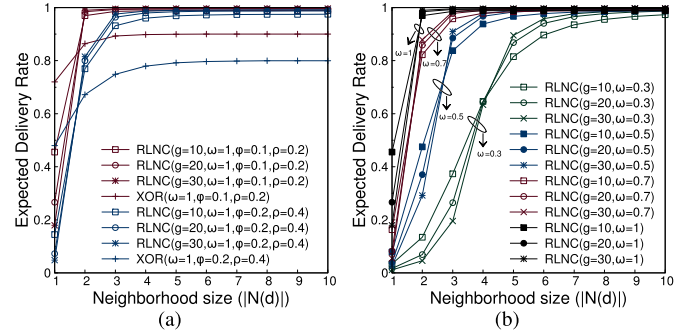 Expected Delivery Rate
1
0.8
0.6
0.4
0.2
0
1 2 3 4 5 6 7 8 9 10
Neighborhood size (|N(d)|)
RLNC(g=10,ω=1,φ=0.1,ρ=0.2)
RLNC(g=20,ω=1,φ=0.1,ρ=0.2)
RLNC(g=30,ω=1,φ=0.1,ρ=0.2)
XOR(ω=1,φ=0.1,ρ=0.2)
RLNC(g=10,ω=1,φ=0.2,ρ=0.4)
RLNC(g=20,ω=1,φ=0.2,ρ=0.4)
RLNC(g=30,ω=1,φ=0.2,ρ=0.4)
XOR(ω=1,φ=0.2,ρ=0.4)
(a)
Expected Delivery Rate
1
0.8
0.6
0.4
0.2
0
1 2 3 4 5 6 7 8 9 10
Neighborhood size (|N(d)|)
ω=1
ω=0.7
ω=0.5
ω=0.3
RLNC(g=10,ω=0.3)
RLNC(g=20,ω=0.3)
RLNC(g=30,ω=0.3)
RLNC(g=10,ω=0.5)
RLNC(g=20,ω=0.5)
RLNC(g=30,ω=0.5)
RLNC(g=10,ω=0.7)
RLNC(g=20,ω=0.7)
RLNC(g=30,ω=0.7)
RLNC(g=10,ω=1)
RLNC(g=20,ω=1)
RLNC(g=30,ω=1)
(b)